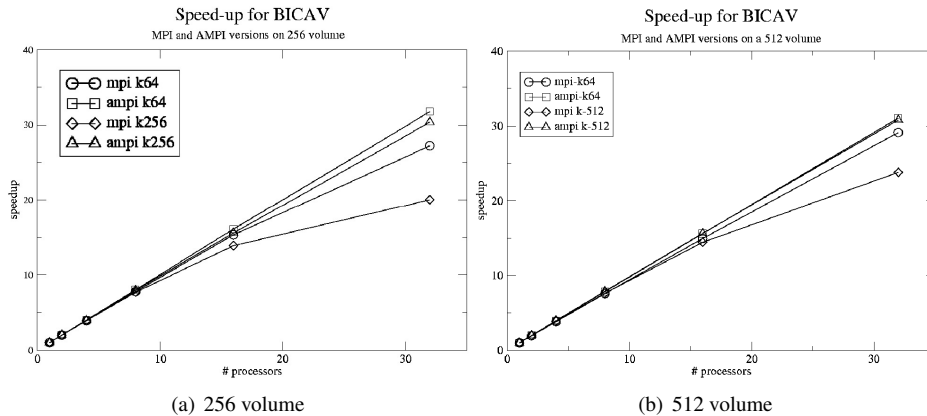 Speed-up for BICAV
MPI and AMPI versions on 256 volume
40
30
20
10
0
speedup
mpi k64
ampi k64
mpi k256
ampi k256
0
10
20
30
# processors
(a) 256 volume
Speed-up for BICAV
MPI and AMPI versions on a 512 volume
40
30
20
10
0
speedup
mpi-k64
ampi-k64
mpi k-512
ampi k-512
0
10
20
30
# processors
(b) 512 volume